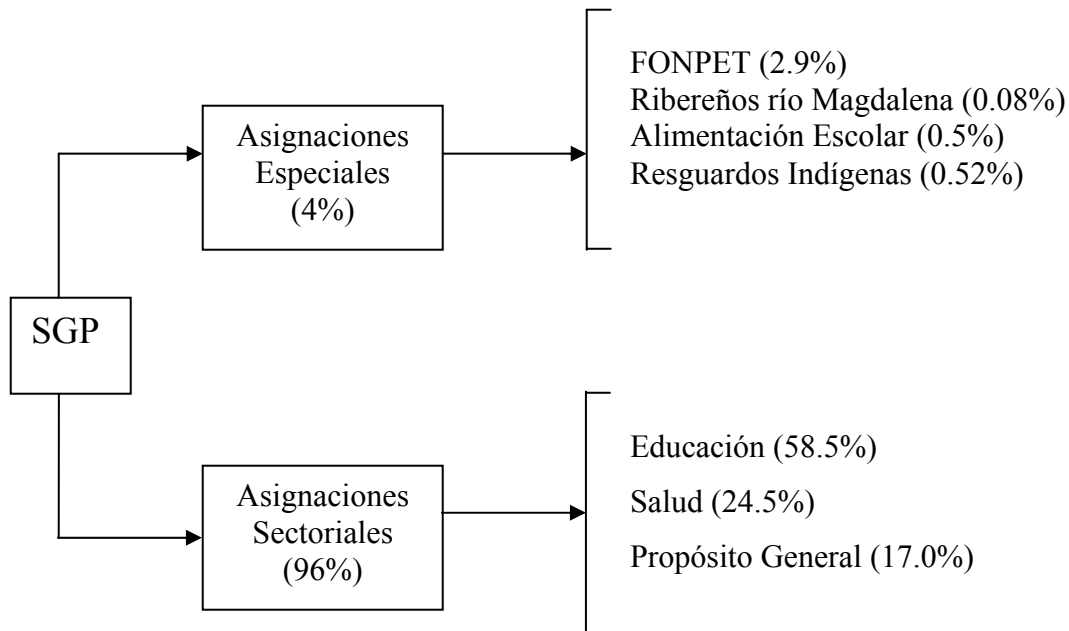 SGP
Asignaciones
Especiales
(4%)
FONPET (2.9%)
Ribereños río Magdalena (0.08%)
Alimentación Escolar (0.5%)
Resguardos Indígenas (0.52%)
Asignaciones
Sectoriales
(96%)
Educación (58.5%)
Salud (24.5%)
Propósito General (17.0%)